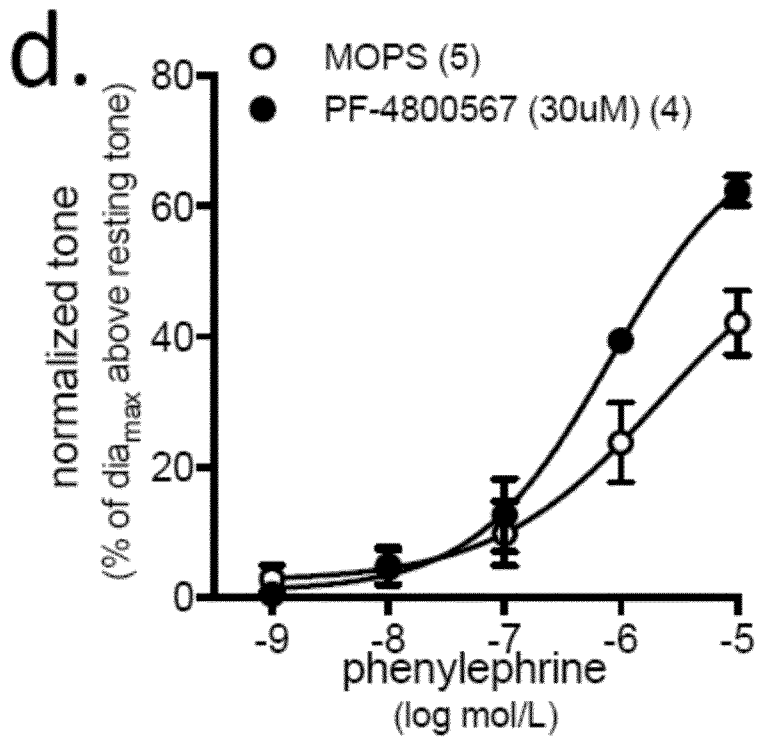 d.
MOPS (5)
PF-4800567 (30uM) (4)
normalized tone
(% of dia_max above resting tone)
80
60
40
20
0
-9 -8 -7 -6 -5
phenylephrine
(log mol/L)